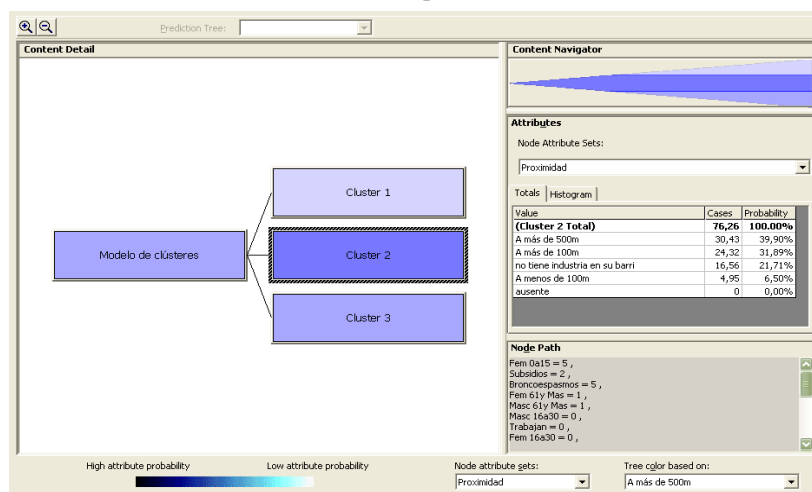 Prediction Tree:
Content Detail
Content Navigator
Attributes
Node Attribute Sets:
Proximidad
Totals Histogram
Value Cases Probability
(Cluster 2 Total) 76,26 100.00%
A más de 500m 30,43 39,90%
A más de 100m 24,32 31,89%
no tiene industria en su barri 16,56 21,71%
A menos de 100m 4,95 6,50%
ausente 0 0,00%
Cluster 1
Modelo de clústeres
Cluster 2
Cluster 3
Node Path
Fem 0a15 = 5 ,
Subsidios = 2 ,
Broncoespasmos = 5 ,
Fem 61y Mas = 1 ,
Masc 61y Mas = 1 ,
Masc 16a30 = 0 ,
Trabajan = 0 ,
Fem 16a30 = 0 ,
High attribute probability Low attribute probability
Node attribute sets:
Proximidad
Tree color based on:
A más de 500m